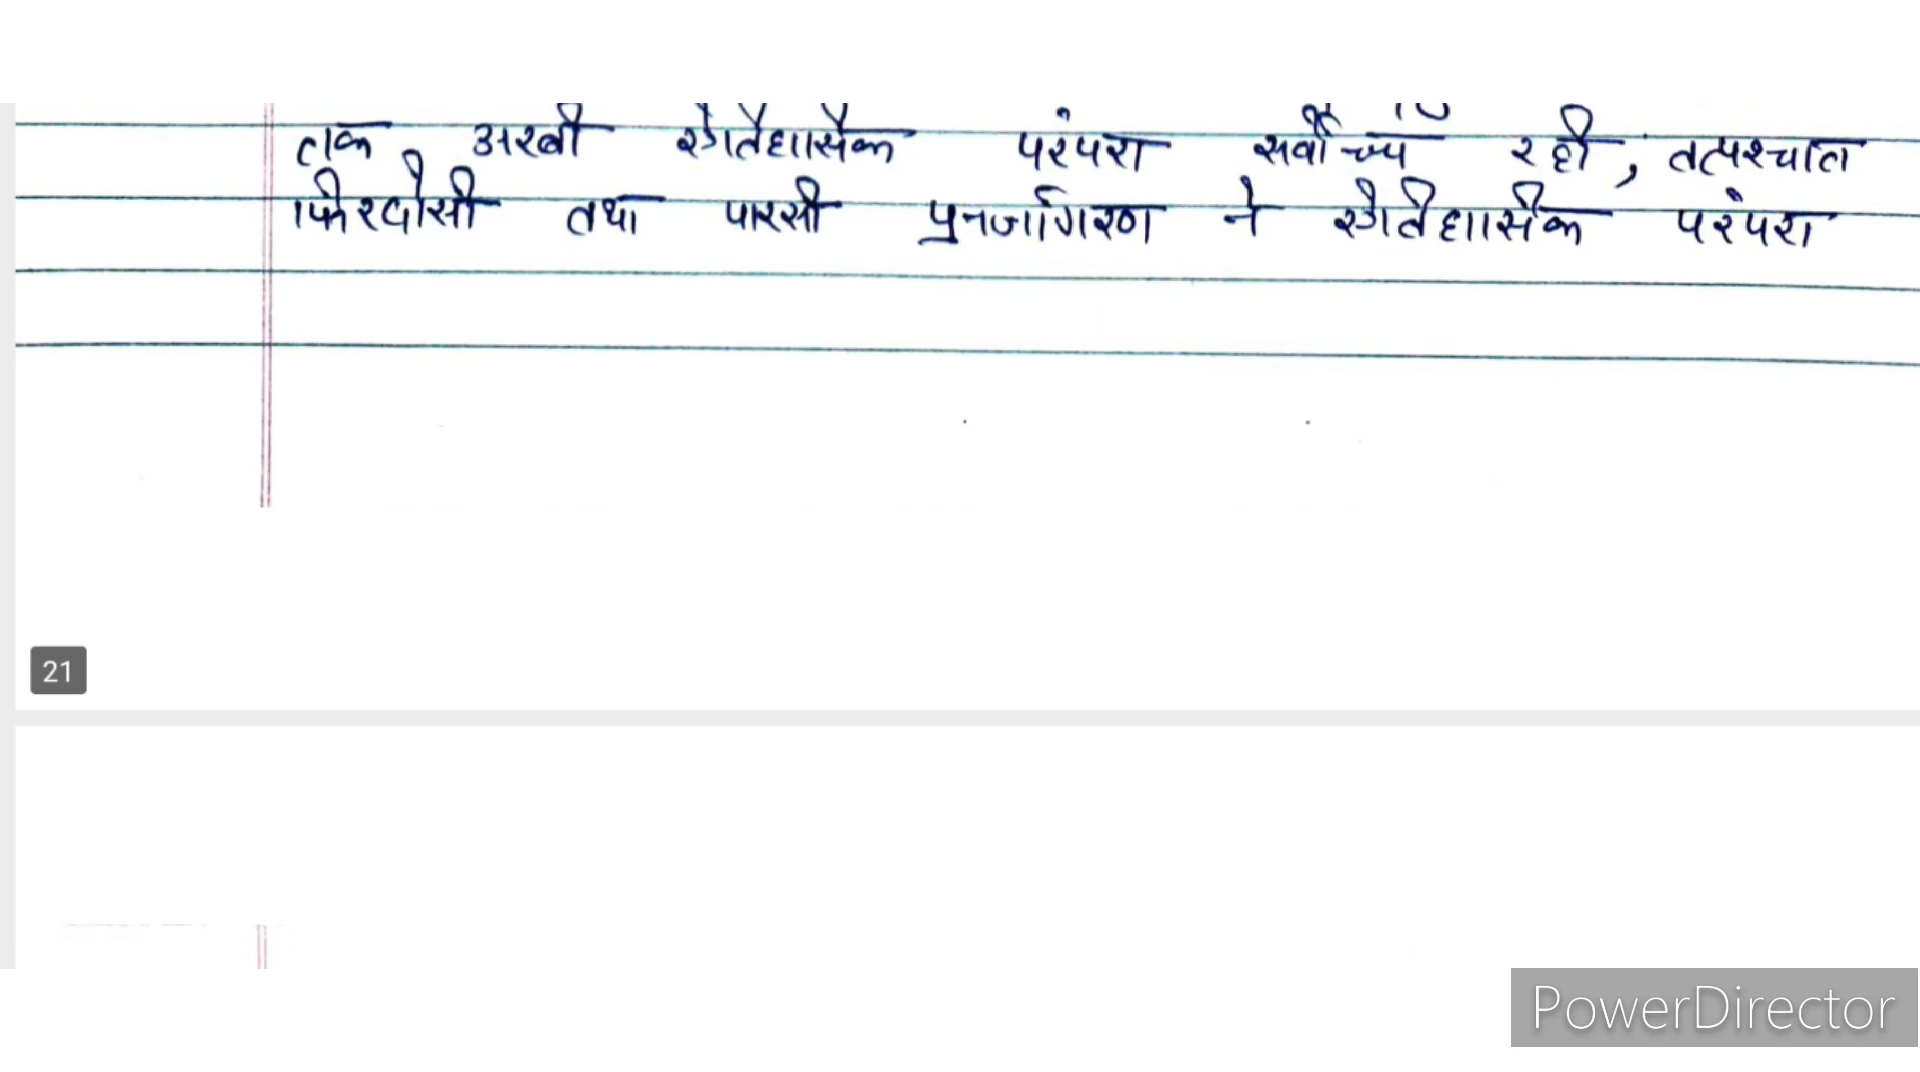 तक अरबी ऐतिहासिक परंपरा सर्वोच्च रही, तत्पश्चात
फिरदौसी तथा पारसी पुनर्जागरण ने ऐतिहासिक परंपरा
21
PowerDirector